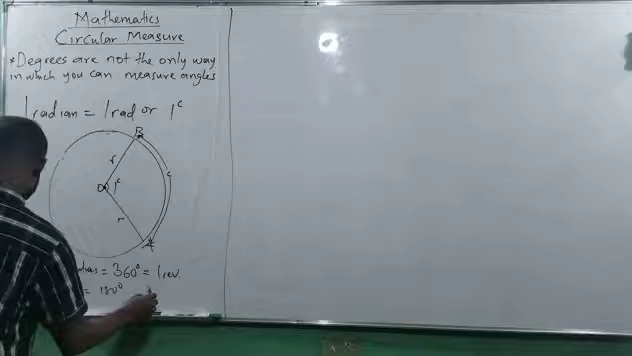 Mathematics
Circular Measure
*Degrees are not the only way
in which you can measure angles
1 radian = 1 rad or 1ᶜ
B
r
O 1ᶜ
r
A
= 360° = 1 rev.
= 180°